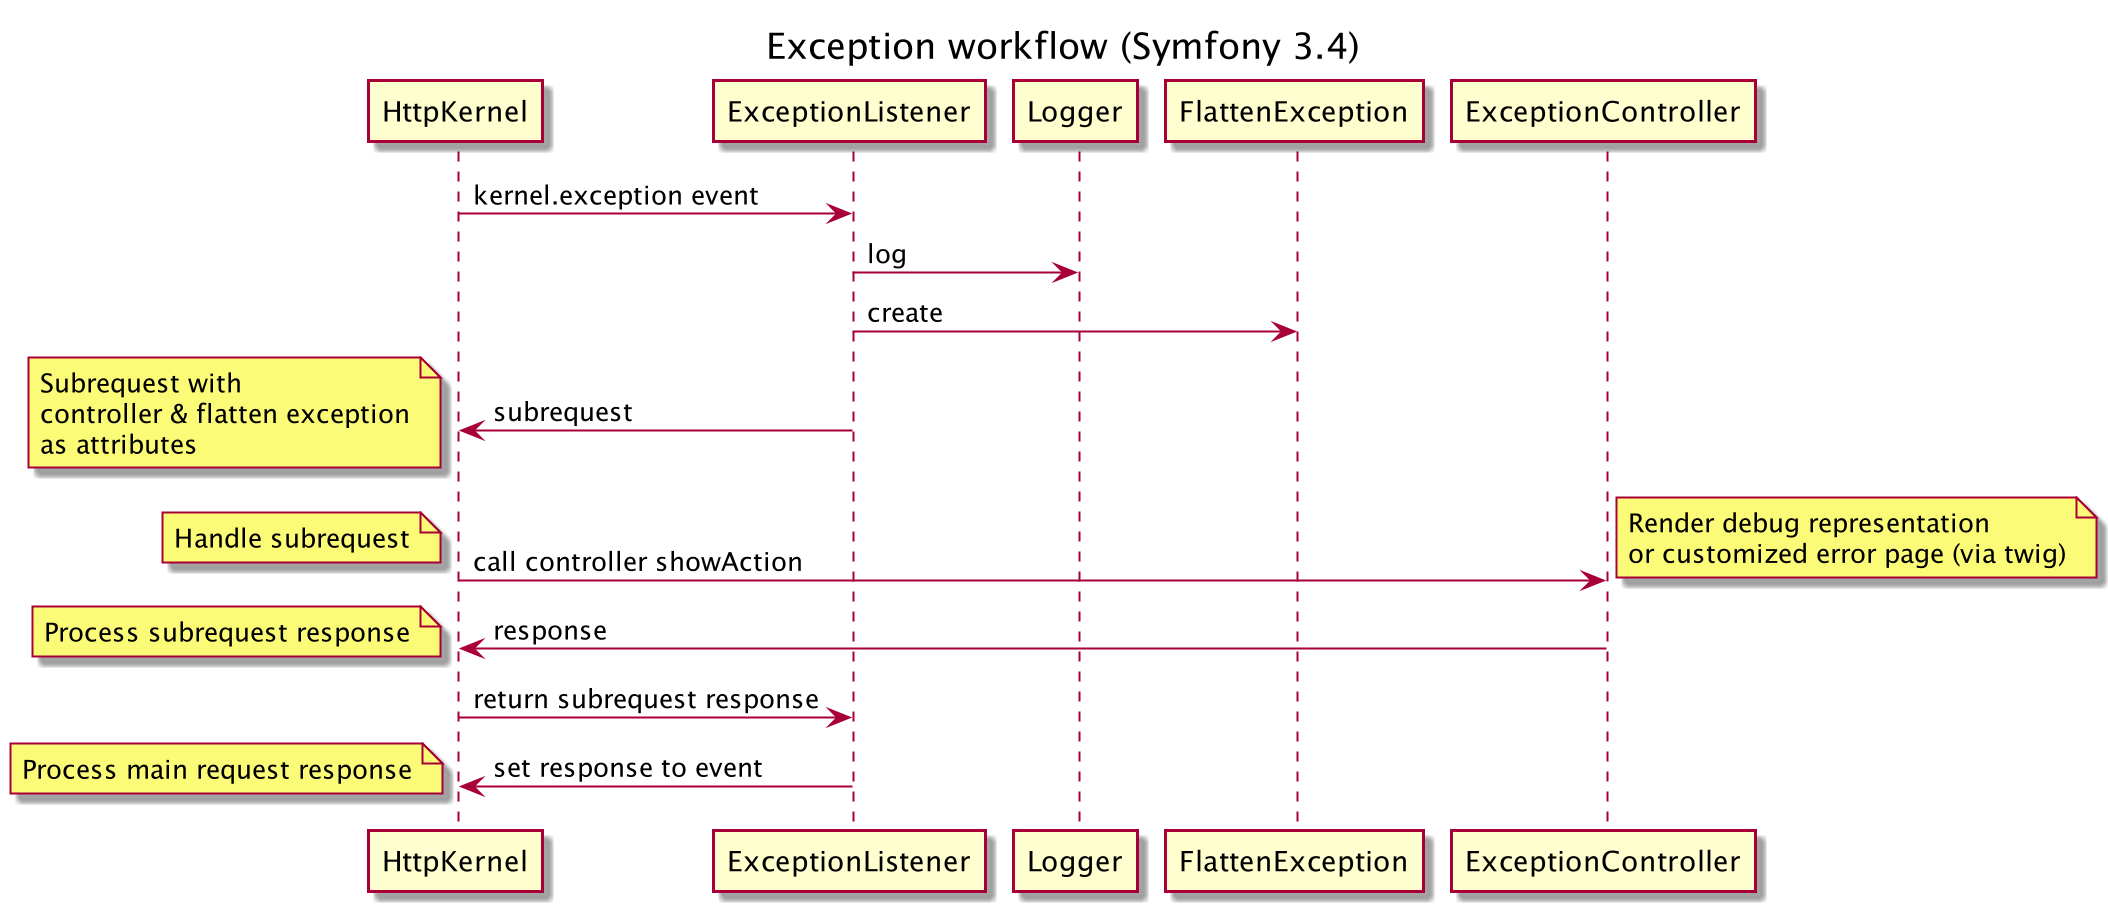 Exception workflow (Symfony 3.4)
HttpKernel
ExceptionListener
Logger
FlattenException
ExceptionController
kernel.exception event
log
create
Subrequest with
controller & flatten exception
as attributes
subrequest
Handle subrequest
call controller showAction
Render debug representation
or customized error page (via twig)
Process subrequest response
response
return subrequest response
Process main request response
set response to event
HttpKernel
ExceptionListener
Logger
FlattenException
ExceptionController